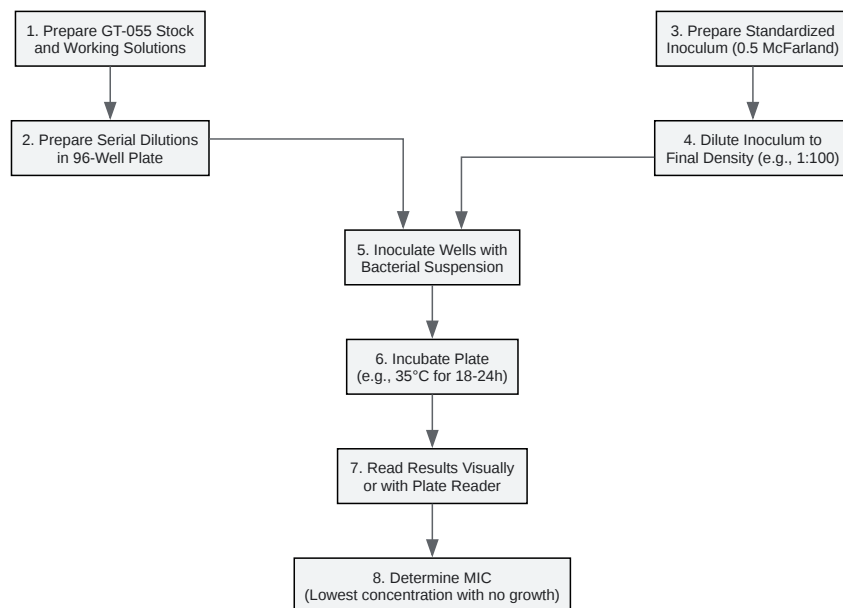 1. Prepare GT-055 Stock
and Working Solutions
3. Prepare Standardized
Inoculum (0.5 McFarland)
2. Prepare Serial Dilutions
in 96-Well Plate
4. Dilute Inoculum to
Final Density (e.g., 1:100)
5. Inoculate Wells with
Bacterial Suspension
6. Incubate Plate
(e.g., 35°C for 18-24h)
7. Read Results Visually
or with Plate Reader
8. Determine MIC
(Lowest concentration with no growth)